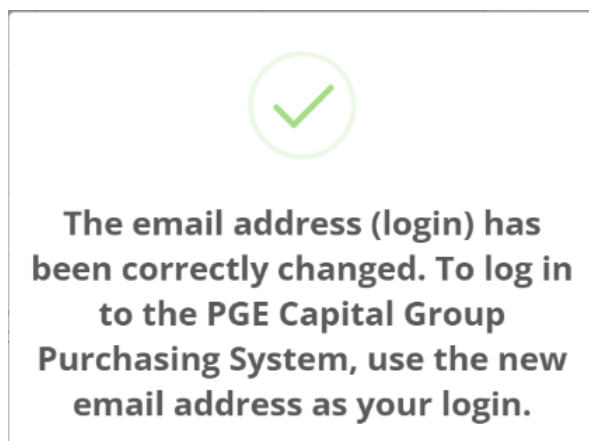 The email address (login) has
been correctly changed. To log in
to the PGE Capital Group
Purchasing System, use the new
email address as your login.